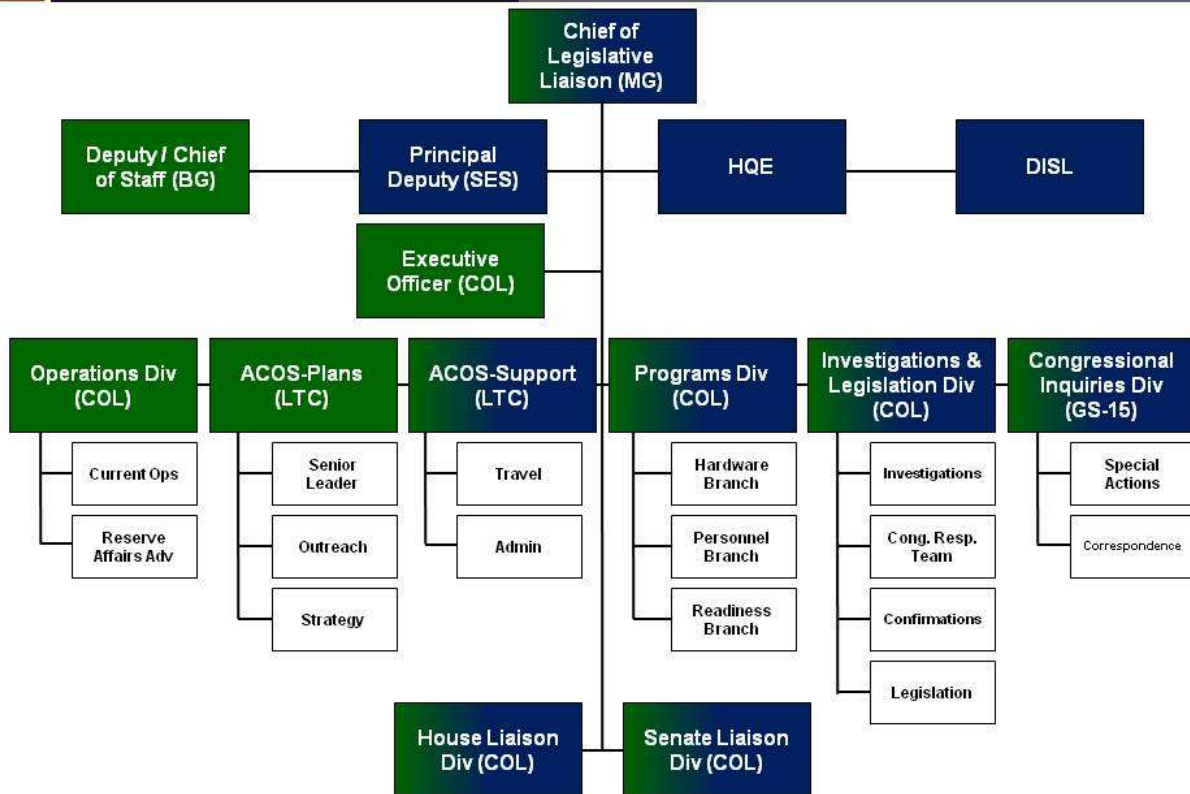 Chief of
Legislative
Liaison (MG)
Deputy / Chief
of Staff (BG)
Principal
Deputy (SES)
HQE
DISL
Executive
Officer (COL)
Operations Div
(COL)
ACOS-Plans
(LTC)
ACOS-Support
(LTC)
Programs Div
(COL)
Investigations &
Legislation Div
(COL)
Congressional
Inquiries Div
(GS-15)
Current Ops
Reserve
Affairs Adv
Senior
Leader
Outreach
Strategy
Travel
Admin
Hardware
Branch
Personnel
Branch
Readiness
Branch
Investigations
Cong. Resp.
Team
Confirmations
Legislation
Special
Actions
Correspondence
House Liaison
Div (COL)
Senate Liaison
Div (COL)